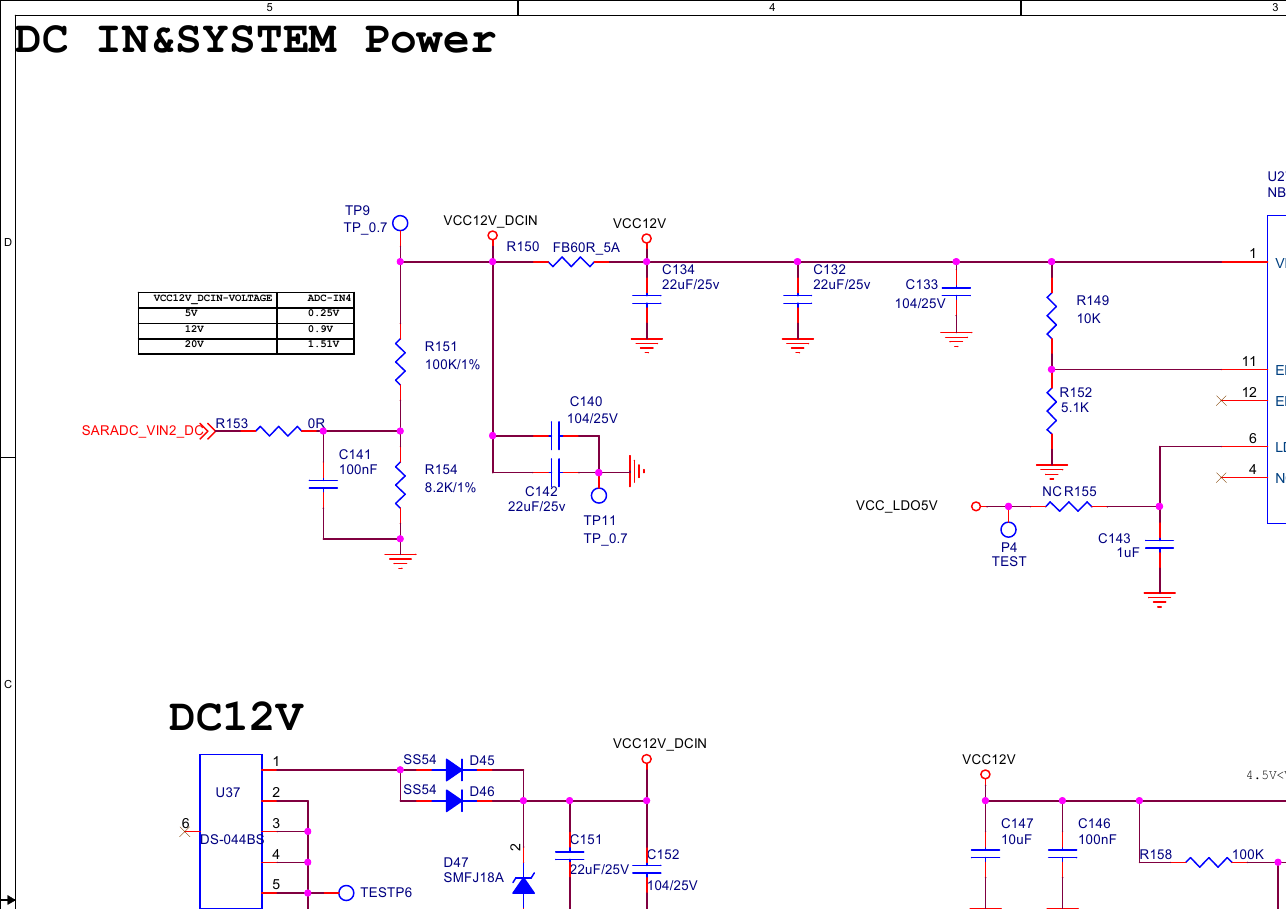 5
4
3
DC IN&SYSTEM Power
D
U2
NB
TP9
TP_0.7
VCC12V_DCIN
VCC12V
R150
FB60R_5A
1
C134
22uF/25v
C132
22uF/25v
C133
104/25V
R149
10K
VCC12V_DCIN-VOLTAGE
ADC-IN4
5V
0.25V
12V
0.9V
20V
1.51V
R151
100K/1%
11
12
R152
5.1K
C140
104/25V
SARADC_VIN2_DC
R153
0R
6
C141
100nF
R154
8.2K/1%
4
C142
22uF/25v
NC
R155
VCC_LDO5V
TP11
TP_0.7
P4
TEST
C143
1uF
C
DC12V
VCC12V_DCIN
VCC12V
4.5V<
1
SS54
D45
U37
2
SS54
D46
6
3
DS-044BS
C151
22uF/25V
C147
10uF
C146
100nF
2
4
D47
SMFJ18A
C152
104/25V
R158
100K
5
TESTP6